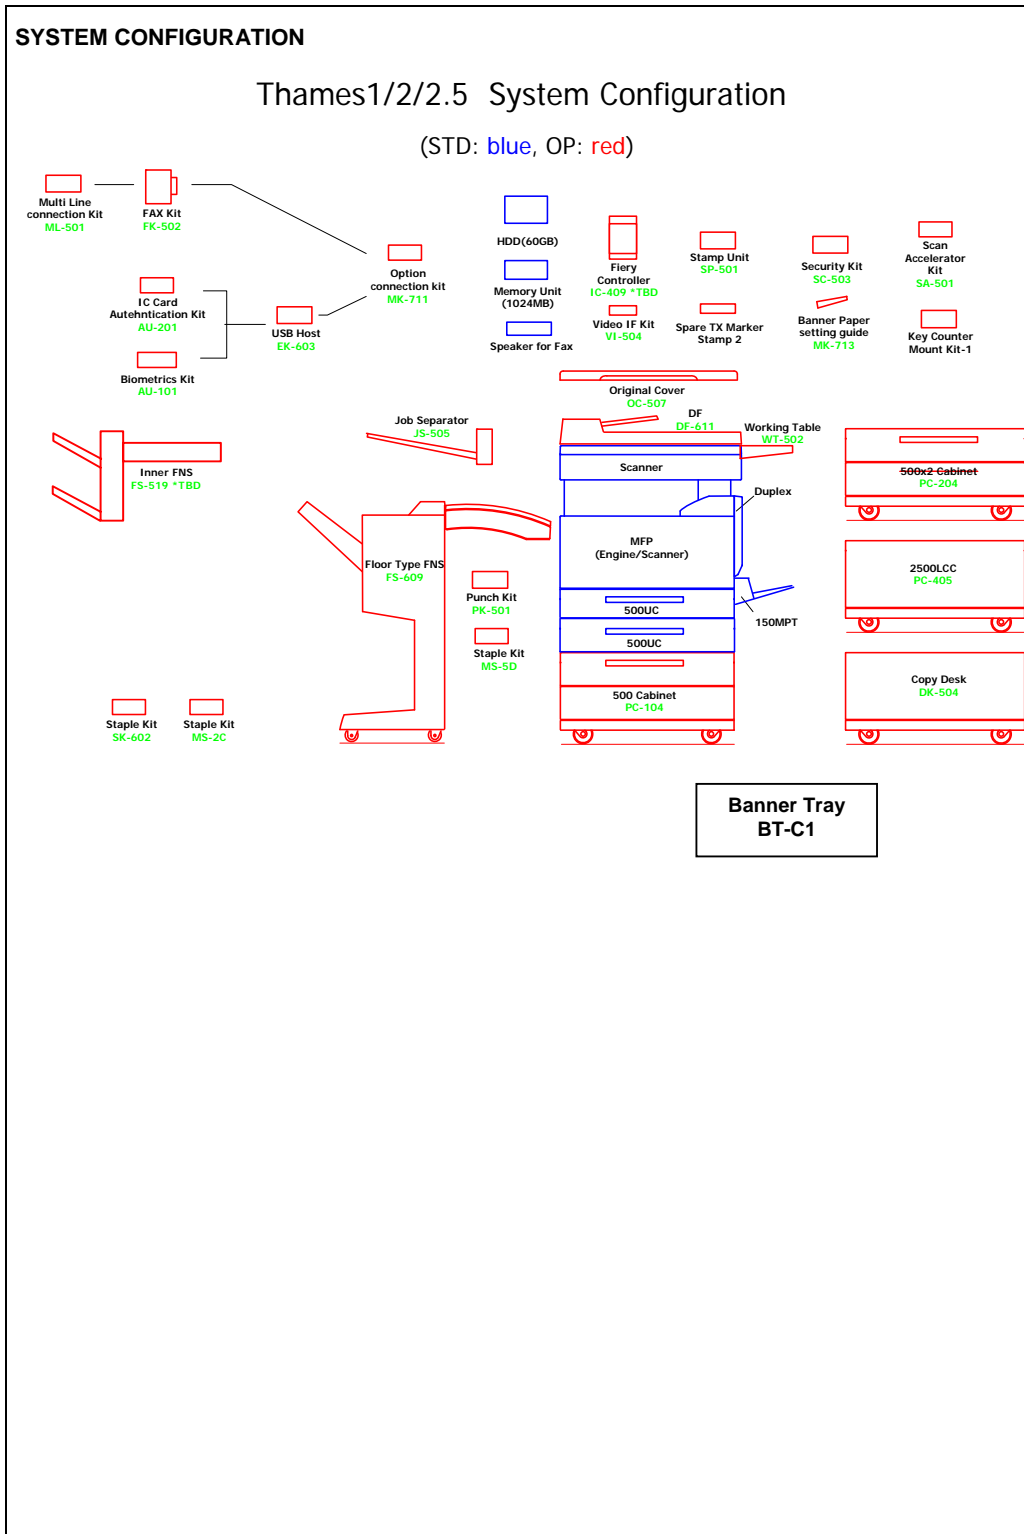 SYSTEM CONFIGURATION
Thames1/2/2.5 System Configuration
(STD: blue, OP: red)
Multi Line
connection Kit
ML-501
FAX Kit
FK-502
Option
connection kit
MK-711
IC Card
Autehntication Kit
AU-201
USB Host
EK-603
Biometrics Kit
AU-101
HDD(60GB)
Memory Unit
(1024MB)
Speaker for Fax
Fiery
Controller
IC-409 *TBD
Video IF Kit
VI-504
Stamp Unit
SP-501
Spare TX Marker
Stamp 2
Security Kit
SC-503
Banner Paper
setting guide
MK-713
Scan
Accelerator
Kit
SA-501
Key Counter
Mount Kit-1
Original Cover
OC-507
Job Separator
JS-505
DF
DF-611
Working Table
WT-502
Inner FNS
FS-519 *TBD
Scanner
500x2 Cabinet
PC-204
Duplex
MFP
(Engine/Scanner)
Floor Type FNS
FS-609
2500LCC
PC-405
Punch Kit
PK-501
500UC
150MPT
Staple Kit
MS-5D
500UC
500 Cabinet
PC-104
Copy Desk
DK-504
Staple Kit
SK-602
Staple Kit
MS-2C
Banner Tray
BT-C1